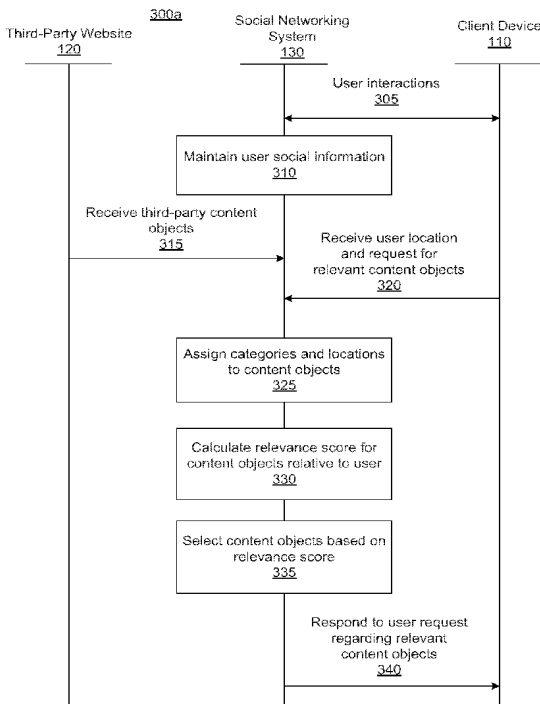 300a
Third-Party Website
120
Social Networking
System
130
Client Device
110
User interactions
305
Maintain user social information
310
Receive third-party content
objects
315
Receive user location
and request for
relevant content objects
320
Assign categories and locations
to content objects
325
Calculate relevance score for
content objects relative to user
330
Select content objects based on
relevance score
335
Respond to user request
regarding relevant
content objects
340